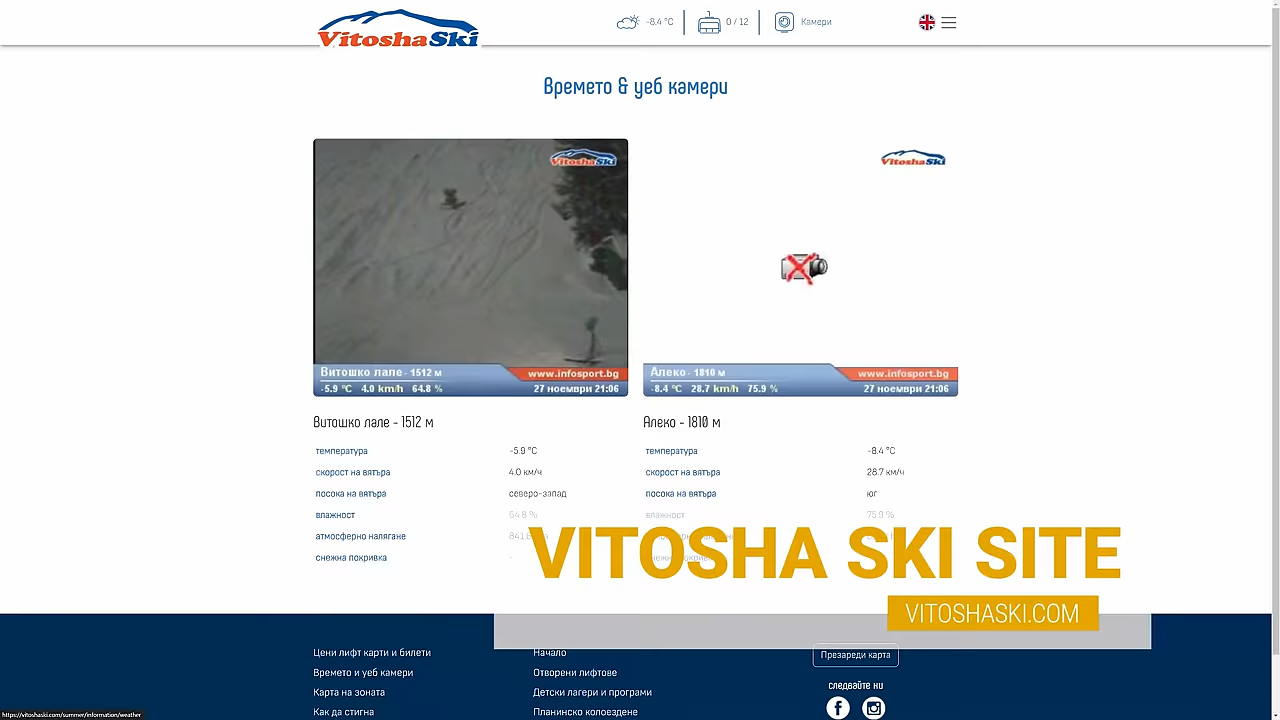 VitoshaSki
-8.4 °C
0 / 12
Камери
Времето & уеб камери
VitoshaSki
VitoshaSki
Витошко лале - 1512 м
www.infosport.bg
-5.9 °C 4.0 km/h 64.8 %
27 ноември 21:06
Алеко - 1810 м
www.infosport.bg
-8.4 °C 28.7 km/h 75.9 %
27 ноември 21:06
Витошко лале - 1512 м
температура -5.9 °C
скорост на вятъра 4.0 км/ч
посока на вятъра северо-запад
влажност 64.8 %
атмосферно налягане
снежна покривка -
Алеко - 1810 м
температура -8.4 °C
скорост на вятъра 28.7 км/ч
посока на вятъра юг
влажност 75.9 %
VITOSHA SKI SITE
VITOSHASKI.COM
Цени лифт карти и билети
Времето и уеб камери
Карта на зоната
Как да стигна
Начало
Отворени лифтове
Детски лагери и програми
Планинско колоездене
Презареди карта
следвайте ни
https://vitoshaski.com/summer/information/weather